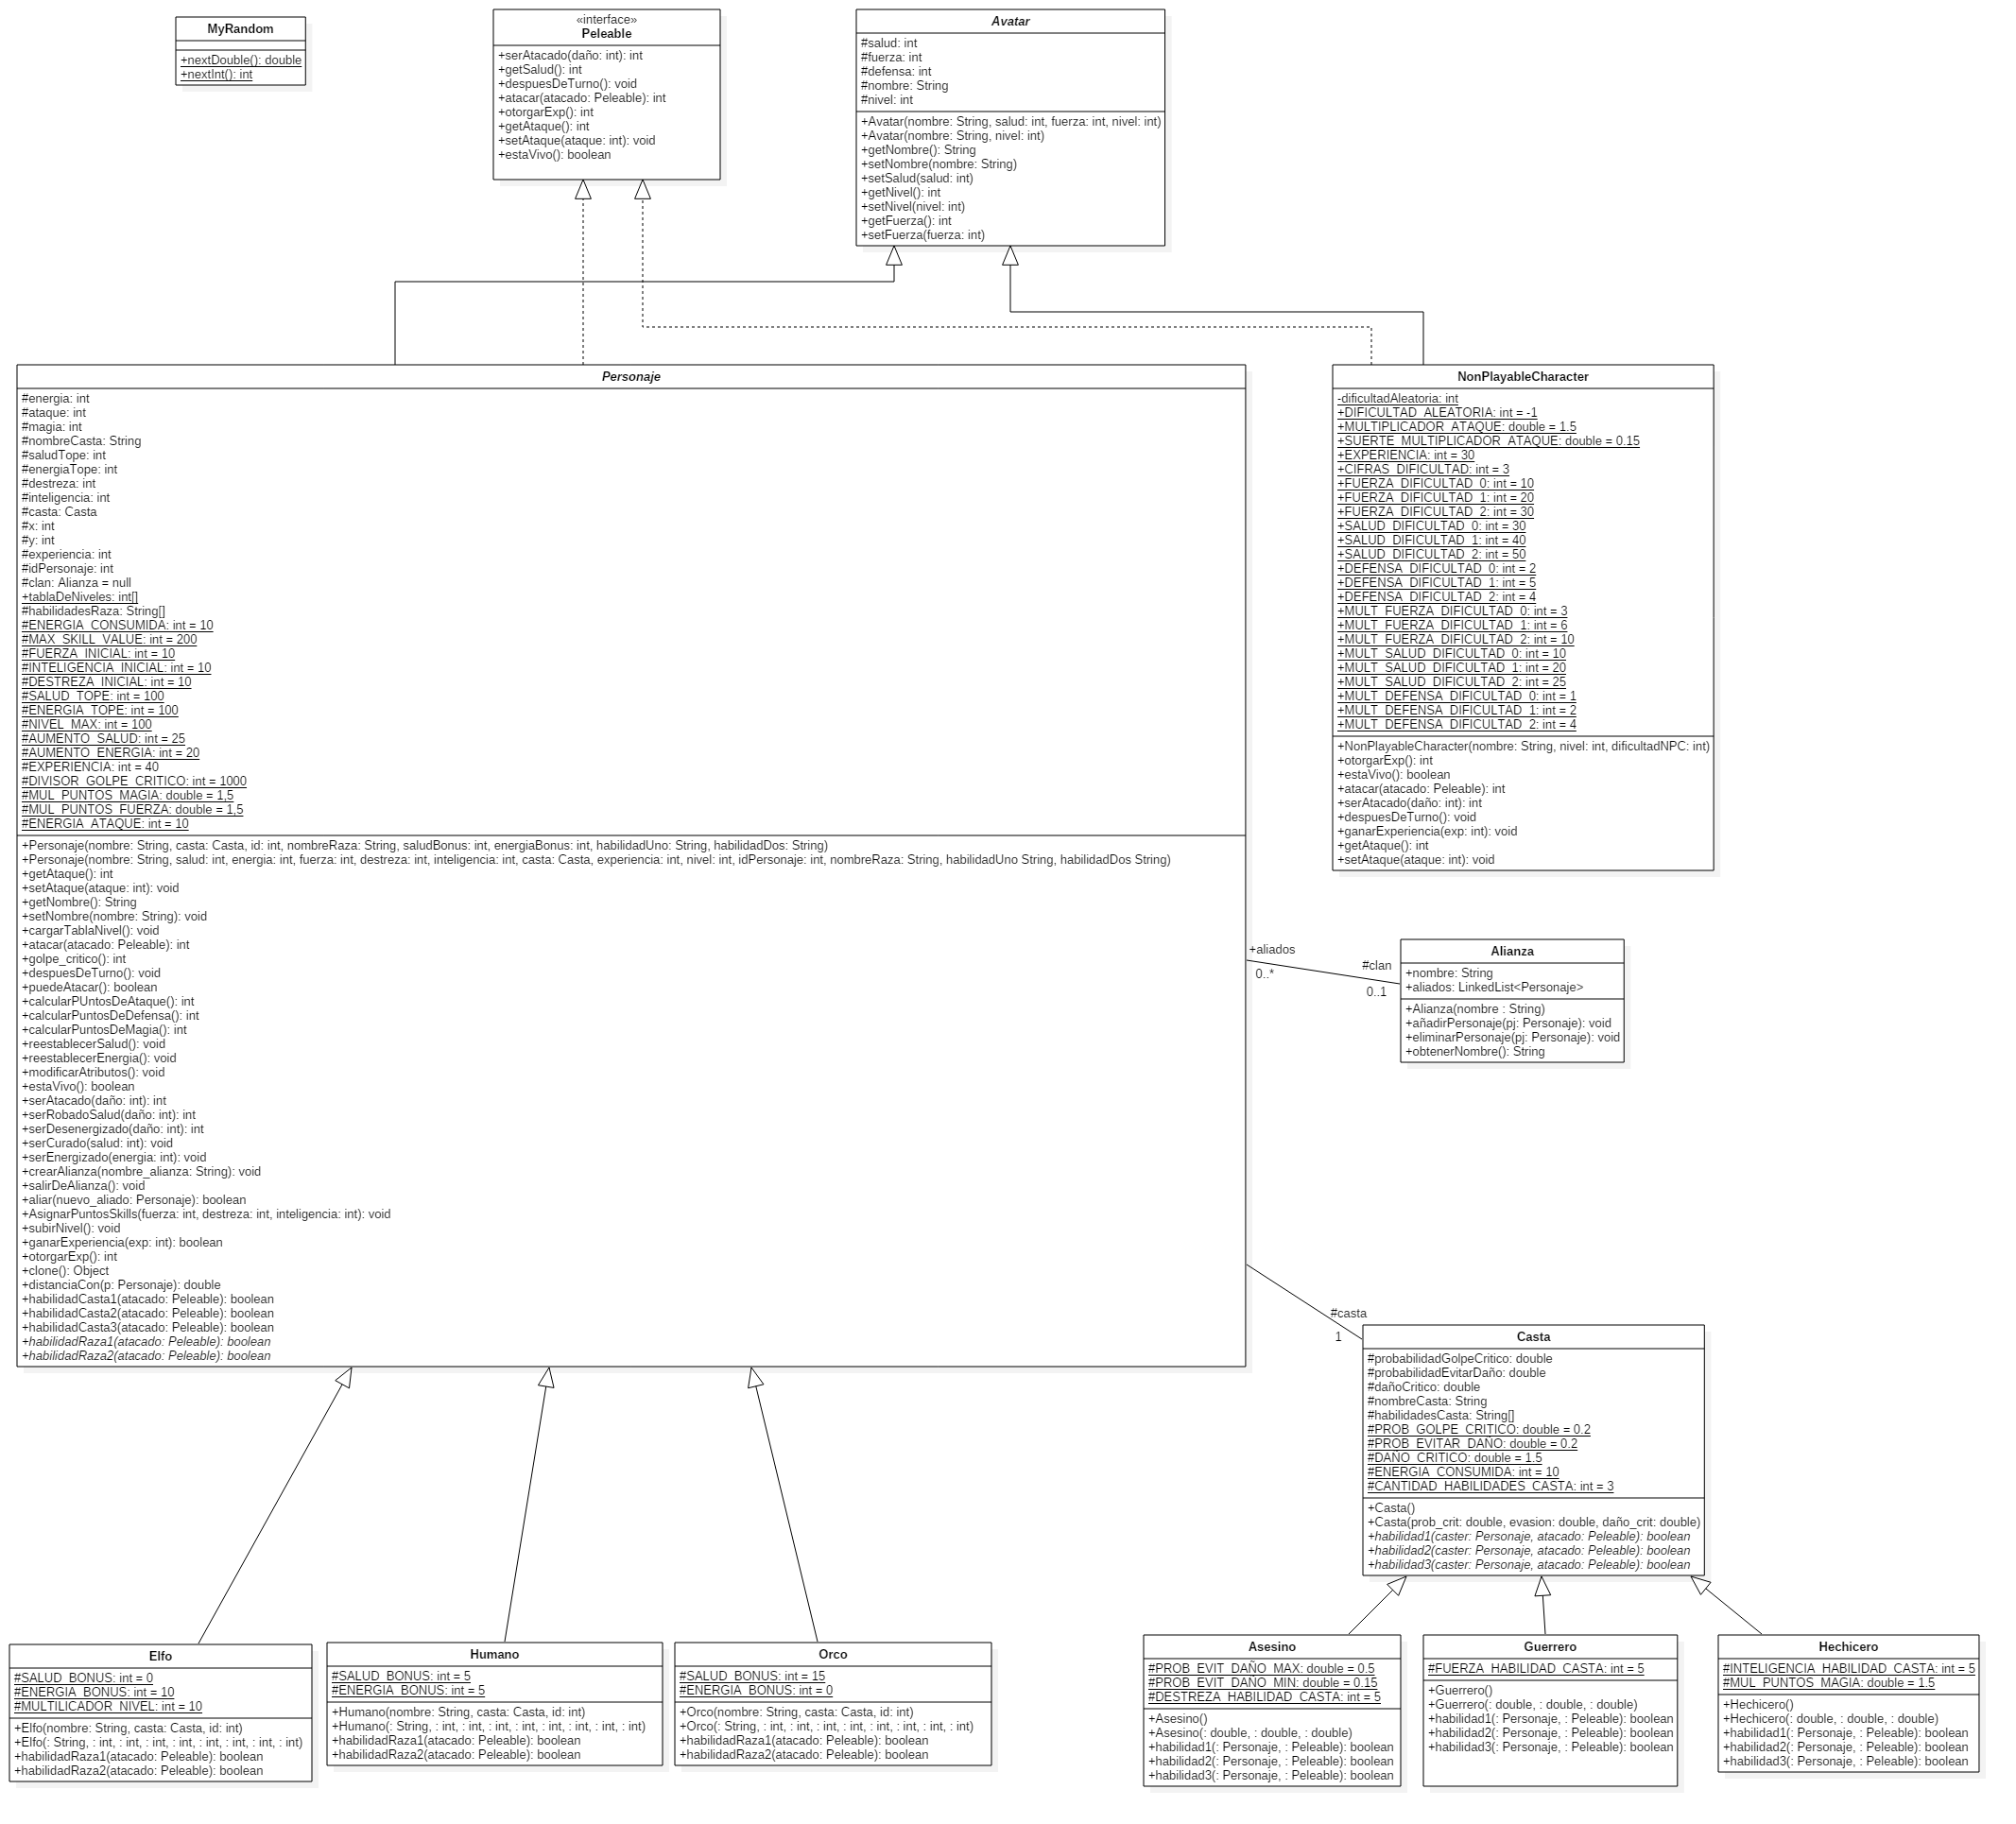 MyRandom
+nextDouble(): double
+nextInt(): int
«interface»
Peleable
+serAtacado(daño: int): int
+getSalud(): int
+despuesDeTurno(): void
+atacar(atacado: Peleable): int
+otorgarExp(): int
+getAtaque(): int
+setAtaque(ataque: int): void
+estaVivo(): boolean
Avatar
#salud: int
#fuerza: int
#defensa: int
#nombre: String
#nivel: int
+Avatar(nombre: String, salud: int, fuerza: int, nivel: int)
+Avatar(nombre: String, nivel: int)
+getNombre(): String
+setNombre(nombre: String)
+setSalud(salud: int)
+getNivel(): int
+setNivel(nivel: int)
+getFuerza(): int
+setFuerza(fuerza: int)
Personaje
#energia: int
#ataque: int
#magia: int
#nombreCasta: String
#saludTope: int
#energiaTope: int
#destreza: int
#inteligencia: int
#casta: Casta
#x: int
#y: int
#experiencia: int
#idPersonaje: int
#clan: Alianza = null
+tablaDeNiveles: int[]
#habilidadesRaza: String[]
#ENERGIA_CONSUMIDA: int = 10
#MAX_SKILL_VALUE: int = 200
#FUERZA_INICIAL: int = 10
#INTELIGENCIA_INICIAL: int = 10
#DESTREZA_INICIAL: int = 10
#SALUD_TOPE: int = 100
#ENERGIA_TOPE: int = 100
#NIVEL_MAX: int = 100
#AUMENTO_SALUD: int = 25
#AUMENTO_ENERGIA: int = 20
#EXPERIENCIA: int = 40
#DIVISOR_GOLPE_CRITICO: int = 1000
#MUL_PUNTOS_MAGIA: double = 1,5
#MUL_PUNTOS_FUERZA: double = 1,5
#ENERGIA_ATAQUE: int = 10
+Personaje(nombre: String, casta: Casta, id: int, nombreRaza: String, saludBonus: int, energiaBonus: int, habilidadUno: String, habilidadDos: String)
+Personaje(nombre: String, salud: int, energia: int, fuerza: int, destreza: int, inteligencia: int, casta: Casta, experiencia: int, nivel: int, idPersonaje: int, nombreRaza: String, habilidadUno String, habilidadDos String)
+getAtaque(): int
+setAtaque(ataque: int): void
+getNombre(): String
+setNombre(nombre: String): void
+cargarTablaNivel(): void
+atacar(atacado: Peleable): int
+golpe_critico(): int
+despuesDeTurno(): void
+puedeAtacar(): boolean
+calcularPUntosDeAtaque(): int
+calcularPuntosDeDefensa(): int
+calcularPuntosDeMagia(): int
+reestablecerSalud(): void
+reestablecerEnergia(): void
+modificarAtributos(): void
+estaVivo(): boolean
+serAtacado(daño: int): int
+serRobadoSalud(daño: int): int
+serDesenergizado(daño: int): int
+serCurado(salud: int): void
+serEnergizado(energia: int): void
+crearAlianza(nombre_alianza: String): void
+salirDeAlianza(): void
+aliar(nuevo_aliado: Personaje): boolean
+AsignarPuntosSkills(fuerza: int, destreza: int, inteligencia: int): void
+subirNivel(): void
+ganarExperiencia(exp: int): boolean
+otorgarExp(): int
+clone(): Object
+distanciaCon(p: Personaje): double
+habilidadCasta1(atacado: Peleable): boolean
+habilidadCasta2(atacado: Peleable): boolean
+habilidadCasta3(atacado: Peleable): boolean
+habilidadRaza1(atacado: Peleable): boolean
+habilidadRaza2(atacado: Peleable): boolean
NonPlayableCharacter
-dificultadAleatoria: int
+DIFICULTAD_ALEATORIA: int = -1
+MULTIPLICADOR_ATAQUE: double = 1.5
+SUERTE_MULTIPLICADOR_ATAQUE: double = 0.15
+EXPERIENCIA: int = 30
+CIFRAS_DIFICULTAD: int = 3
+FUERZA_DIFICULTAD_0: int = 10
+FUERZA_DIFICULTAD_1: int = 20
+FUERZA_DIFICULTAD_2: int = 30
+SALUD_DIFICULTAD_0: int = 30
+SALUD_DIFICULTAD_1: int = 40
+SALUD_DIFICULTAD_2: int = 50
+DEFENSA_DIFICULTAD_0: int = 2
+DEFENSA_DIFICULTAD_1: int = 5
+DEFENSA_DIFICULTAD_2: int = 4
+MULT_FUERZA_DIFICULTAD_0: int = 3
+MULT_FUERZA_DIFICULTAD_1: int = 6
+MULT_FUERZA_DIFICULTAD_2: int = 10
+MULT_SALUD_DIFICULTAD_0: int = 10
+MULT_SALUD_DIFICULTAD_1: int = 20
+MULT_SALUD_DIFICULTAD_2: int = 25
+MULT_DEFENSA_DIFICULTAD_0: int = 1
+MULT_DEFENSA_DIFICULTAD_1: int = 2
+MULT_DEFENSA_DIFICULTAD_2: int = 4
+NonPlayableCharacter(nombre: String, nivel: int, dificultadNPC: int)
+otorgarExp(): int
+estaVivo(): boolean
+atacar(atacado: Peleable): int
+serAtacado(daño: int): int
+despuesDeTurno(): void
+ganarExperiencia(exp: int): void
+getAtaque(): int
+setAtaque(ataque: int): void
+aliados
0..*
#clan
0..1
Alianza
+nombre: String
+aliados: LinkedList<Personaje>
+Alianza(nombre : String)
+añadirPersonaje(pj: Personaje): void
+eliminarPersonaje(pj: Personaje): void
+obtenerNombre(): String
#casta
1
Casta
#probabilidadGolpeCritico: double
#probabilidadEvitarDaño: double
#dañoCritico: double
#nombreCasta: String
#habilidadesCasta: String[]
#PROB_GOLPE_CRITICO: double = 0.2
#PROB_EVITAR_DAÑO: double = 0.2
#DAÑO_CRITICO: double = 1.5
#ENERGIA_CONSUMIDA: int = 10
#CANTIDAD_HABILIDADES_CASTA: int = 3
+Casta()
+Casta(prob_crit: double, evasion: double, daño_crit: double)
+habilidad1(caster: Personaje, atacado: Peleable): boolean
+habilidad2(caster: Personaje, atacado: Peleable): boolean
+habilidad3(caster: Personaje, atacado: Peleable): boolean
Elfo
#SALUD_BONUS: int = 0
#ENERGIA_BONUS: int = 10
#MULTILICADOR_NIVEL: int = 10
+Elfo(nombre: String, casta: Casta, id: int)
+Elfo(: String, : int, : int, : int, : int, : int, : int, : int, : int)
+habilidadRaza1(atacado: Peleable): boolean
+habilidadRaza2(atacado: Peleable): boolean
Humano
#SALUD_BONUS: int = 5
#ENERGIA_BONUS: int = 5
+Humano(nombre: String, casta: Casta, id: int)
+Humano(: String, : int, : int, : int, : int, : int, : int, : int, : int)
+habilidadRaza1(atacado: Peleable): boolean
+habilidadRaza2(atacado: Peleable): boolean
Orco
#SALUD_BONUS: int = 15
#ENERGIA_BONUS: int = 0
+Orco(nombre: String, casta: Casta, id: int)
+Orco(: String, : int, : int, : int, : int, : int, : int, : int, : int)
+habilidadRaza1(atacado: Peleable): boolean
+habilidadRaza2(atacado: Peleable): boolean
Asesino
#PROB_EVIT_DAÑO_MAX: double = 0.5
#PROB_EVIT_DAÑO_MIN: double = 0.15
#DESTREZA_HABILIDAD_CASTA: int = 5
+Asesino()
+Asesino(: double, : double, : double)
+habilidad1(: Personaje, : Peleable): boolean
+habilidad2(: Personaje, : Peleable): boolean
+habilidad3(: Personaje, : Peleable): boolean
Guerrero
#FUERZA_HABILIDAD_CASTA: int = 5
+Guerrero()
+Guerrero(: double, : double, : double)
+habilidad1(: Personaje, : Peleable): boolean
+habilidad2(: Personaje, : Peleable): boolean
+habilidad3(: Personaje, : Peleable): boolean
Hechicero
#INTELIGENCIA_HABILIDAD_CASTA: int = 5
#MUL_PUNTOS_MAGIA: double = 1.5
+Hechicero()
+Hechicero(: double, : double, : double)
+habilidad1(: Personaje, : Peleable): boolean
+habilidad2(: Personaje, : Peleable): boolean
+habilidad3(: Personaje, : Peleable): boolean